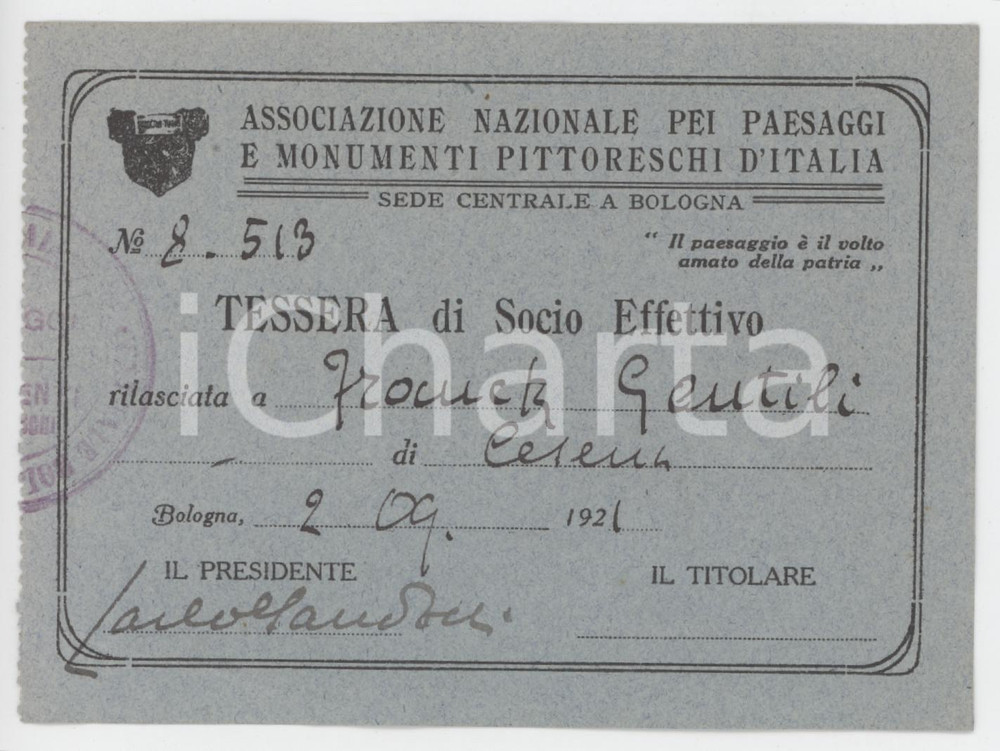 ASSOCIAZIONE NAZIONALE PEI PAESAGGI
E MONUMENTI PITTORESCHI D'ITALIA
SEDE CENTRALE A BOLOGNA
Nº 8.513
“ Il paesaggio è il volto
amato della patria „
TESSERA di Socio Effettivo
rilasciata a Franck Gentili
di Cesena
Bologna, 2 Og. 1921
IL PRESIDENTE
IL TITOLARE
iCharta